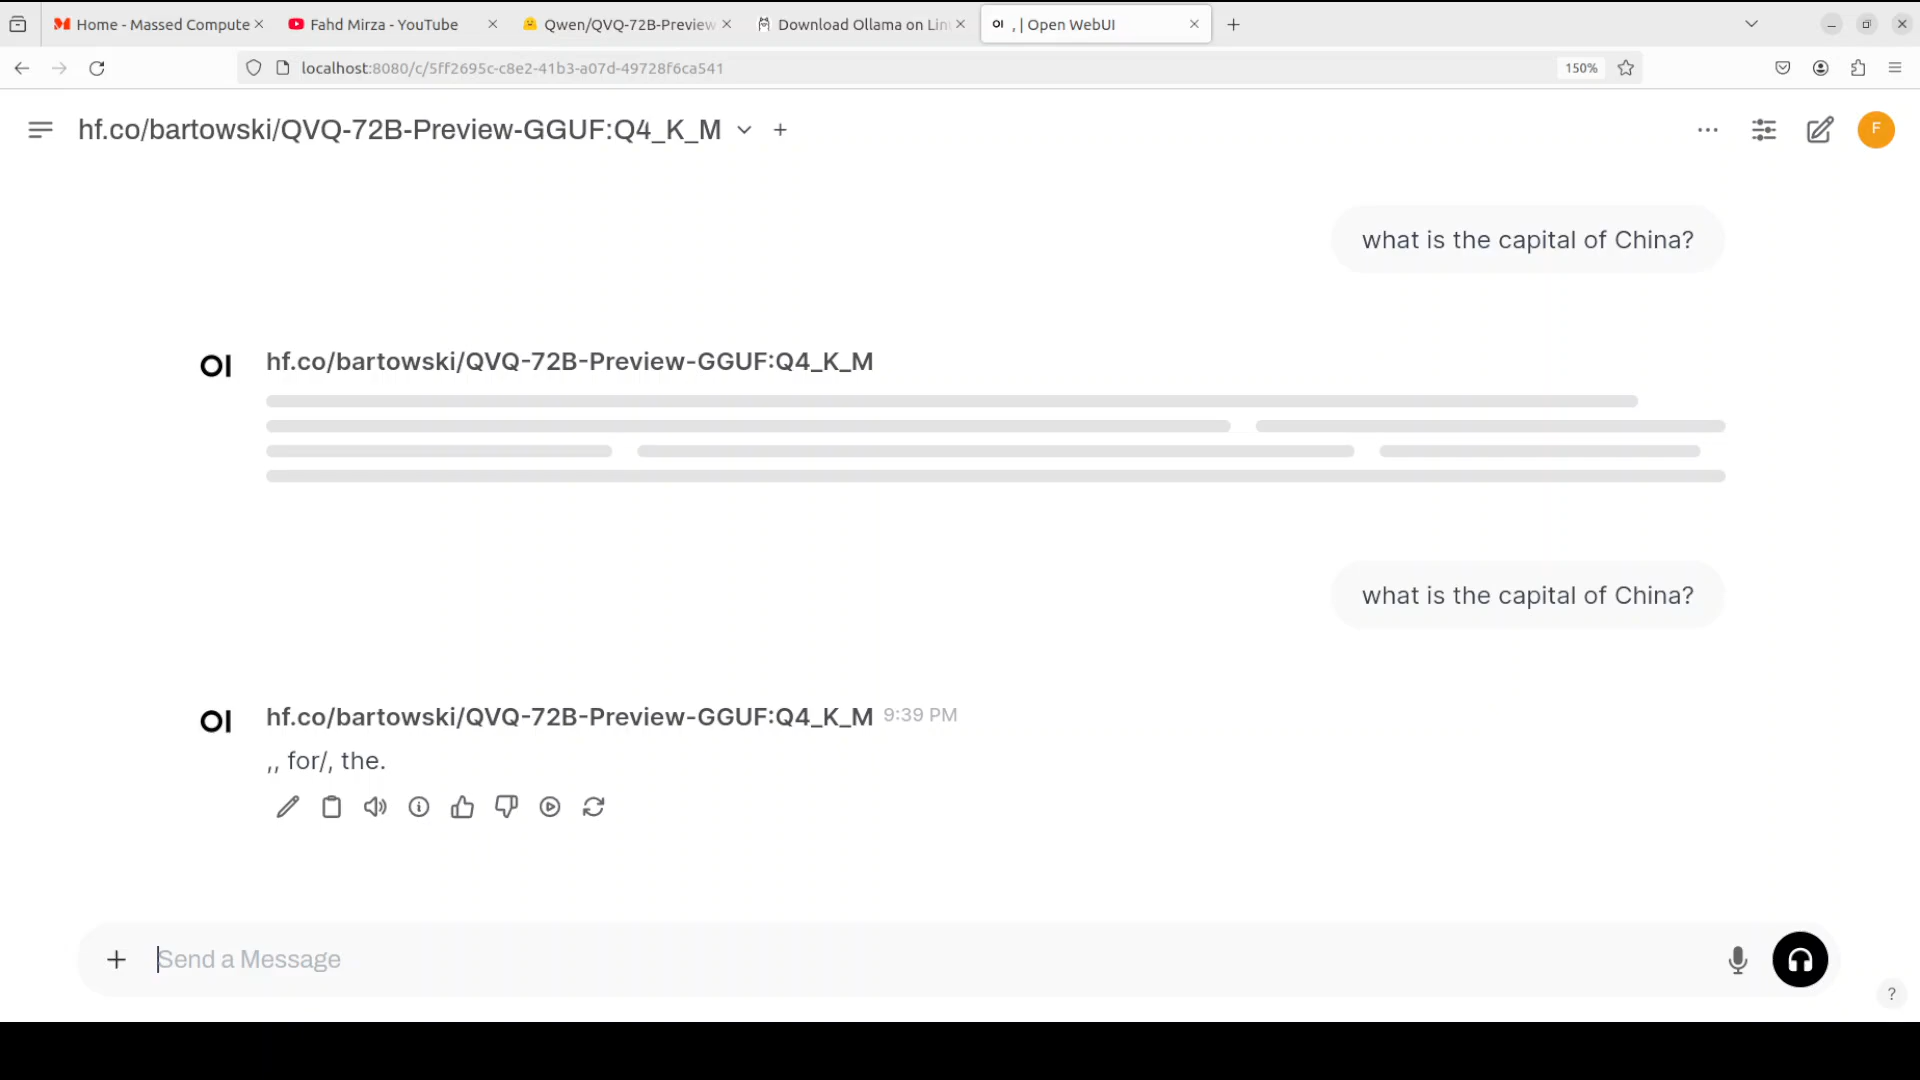 Home - Massed Compute
Fahd Mirza - YouTube
Qwen/QVQ-72B-Preview
Download Ollama on Lin
OI , | Open WebUI
localhost:8080/c/5ff2695c-c8e2-41b3-a07d-49728f6ca541
150%
hf.co/bartowski/QVQ-72B-Preview-GGUF:Q4_K_M
F
what is the capital of China?
OI hf.co/bartowski/QVQ-72B-Preview-GGUF:Q4_K_M
what is the capital of China?
OI hf.co/bartowski/QVQ-72B-Preview-GGUF:Q4_K_M 9:39 PM
,, for/, the.
Send a Message
?